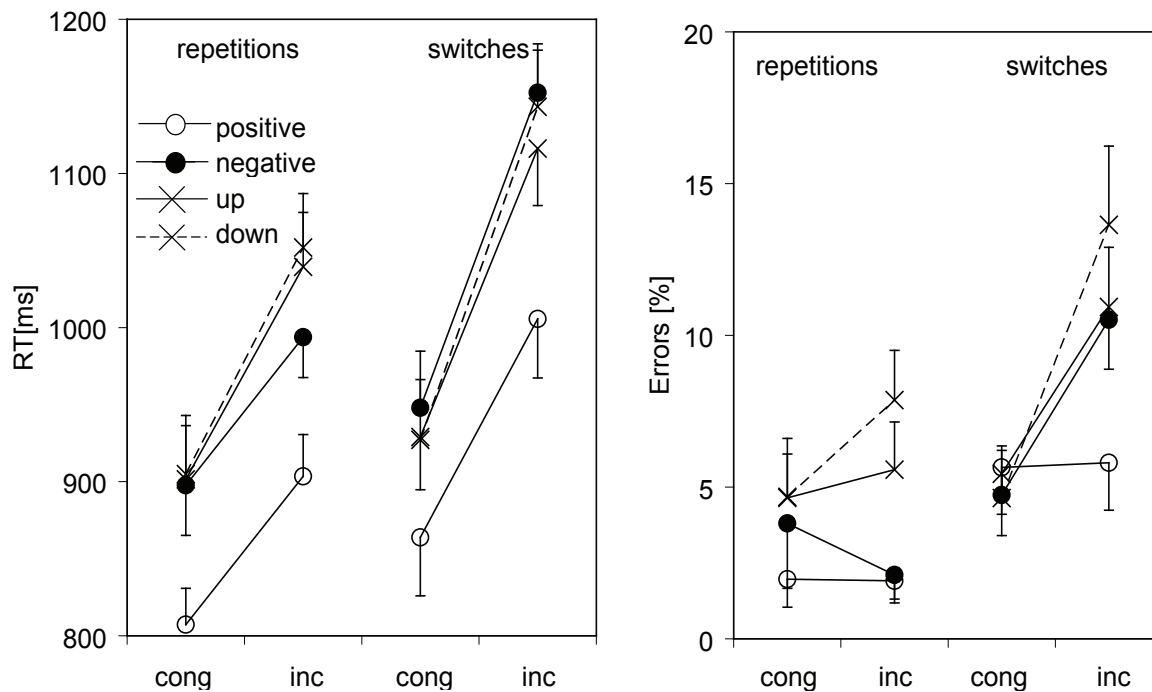 1200
1100
1000
900
800
RT[ms]
repetitions switches
positive
negative
up
down
cong inc cong inc
20
15
10
5
0
Errors [%]
repetitions switches
cong inc cong inc